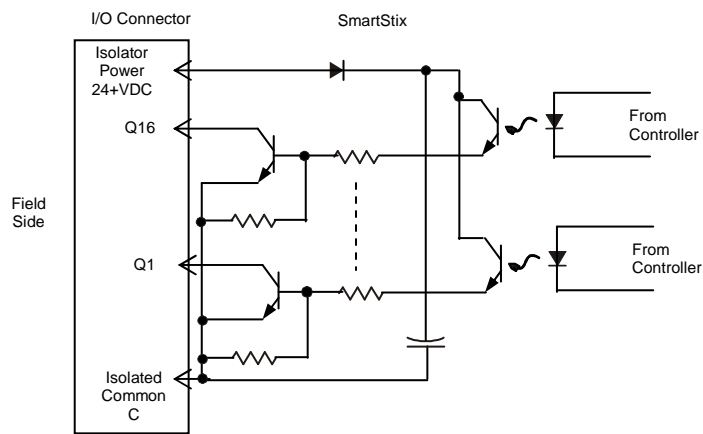 I/O Connector
SmartStix
Isolator
Power
24+VDC
Q16
From
Controller
Field
Side
Q1
From
Controller
Isolated
Common
C